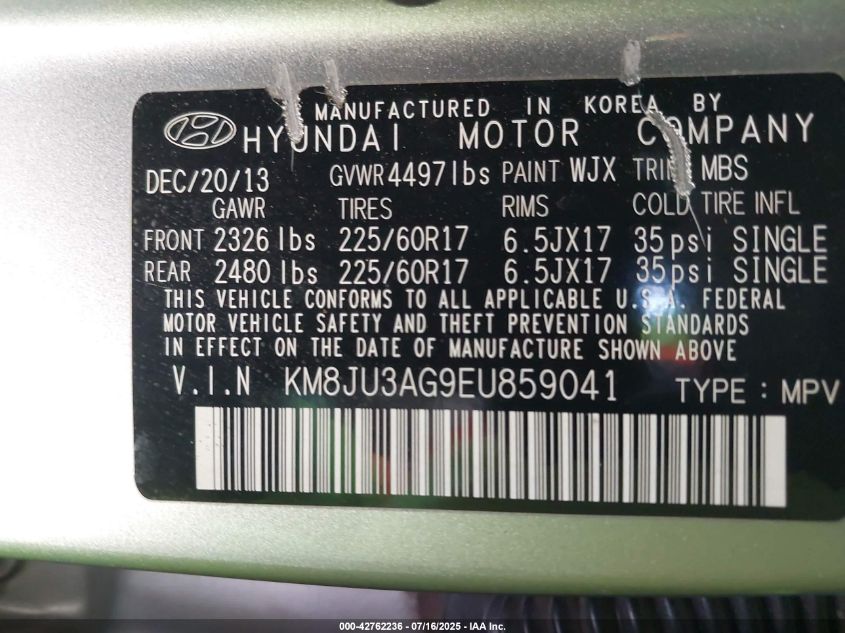 MANUFACTURED IN KOREA BY
HYUNDAI MOTOR COMPANY
DEC/20/13 GVWR 4497lbs PAINT WJX TRIM MBS
GAWR TIRES RIMS COLD TIRE INFL
FRONT 2326 lbs 225/60R17 6.5JX17 35psi SINGLE
REAR 2480 lbs 225/60R17 6.5JX17 35psi SINGLE
THIS VEHICLE CONFORMS TO ALL APPLICABLE U.S.A. FEDERAL
MOTOR VEHICLE SAFETY AND THEFT PREVENTION STANDARDS
IN EFFECT ON THE DATE OF MANUFACTURE SHOWN ABOVE
V.I.N KM8JU3AG9EU859041 TYPE : MPV
000-42762236 - 07/16/2025 - IAA Inc.